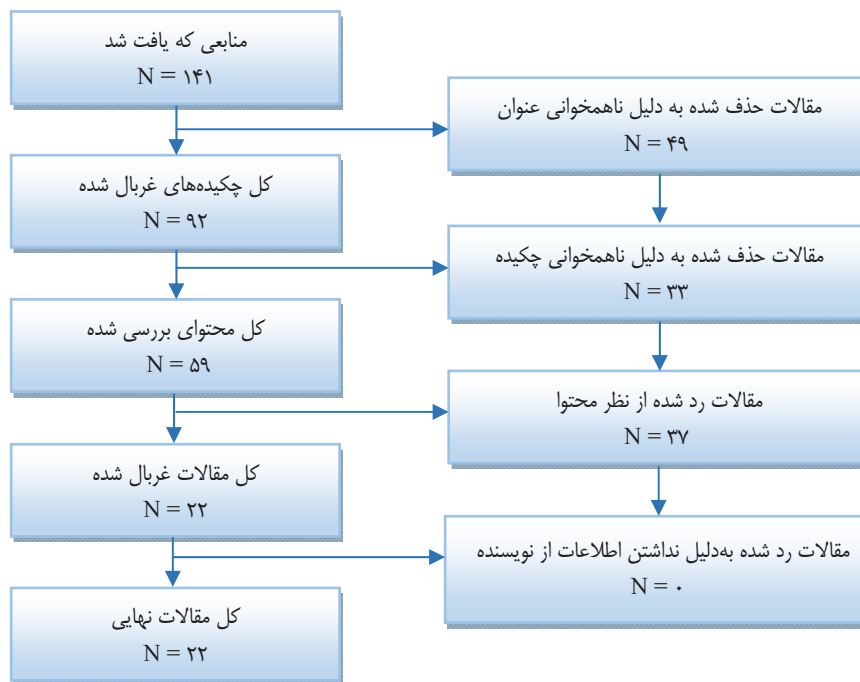 منابعی که یافت شد
N = ۱۴۱
مقالات حذف شده به دلیل ناهمخوانی عنوان
N = ۴۹
کل چکیده‌های غربال شده
N = ۹۲
مقالات حذف شده به دلیل ناهمخوانی چکیده
N = ۳۳
کل محتوای بررسی شده
N = ۵۹
مقالات رد شده از نظر محتوا
N = ۳۷
کل مقالات غربال شده
N = ۲۲
مقالات رد شده به‌دلیل نداشتن اطلاعات از نویسنده
N = ۰
کل مقالات نهایی
N = ۲۲